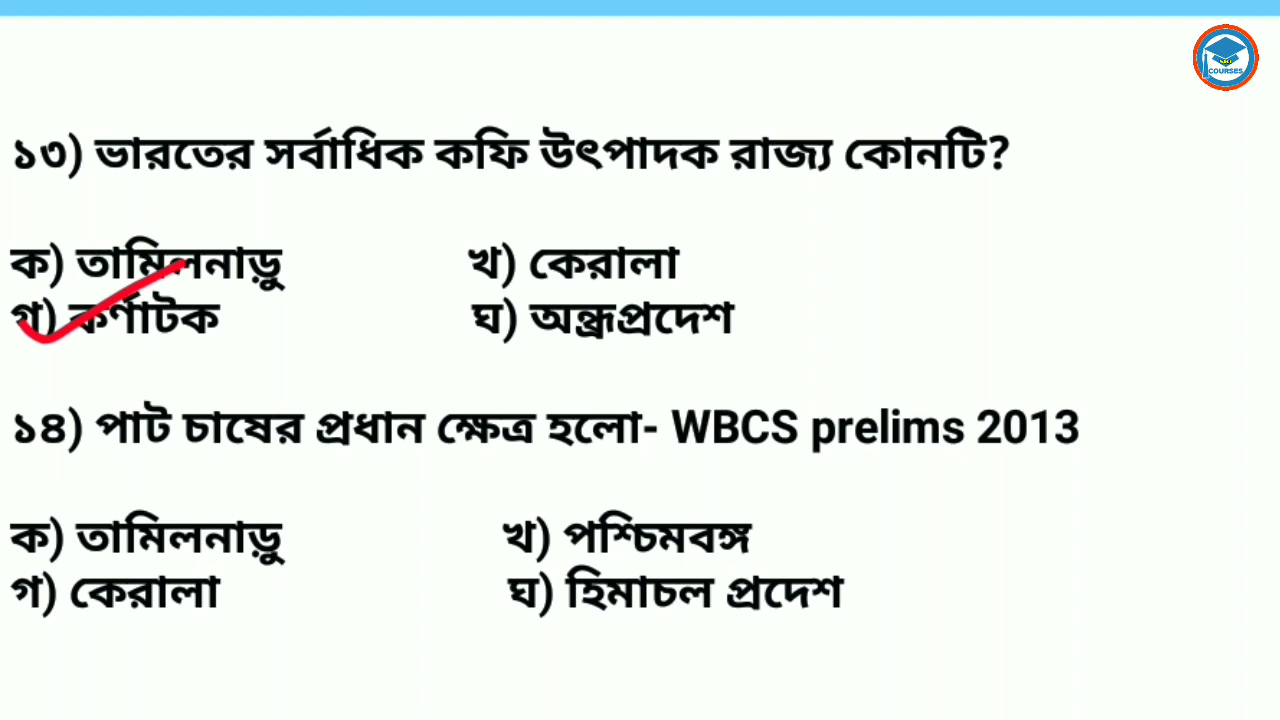 COURSES
১৩) ভারতের সর্বাধিক কফি উৎপাদক রাজ্য কোনটি?
ক) তামিলনাড়ু খ) কেরালা
গ) কর্ণাটক ঘ) অন্ধ্রপ্রদেশ
১৪) পাট চাষের প্রধান ক্ষেত্র হলো- WBCS prelims 2013
ক) তামিলনাড়ু খ) পশ্চিমবঙ্গ
গ) কেরালা ঘ) হিমাচল প্রদেশ